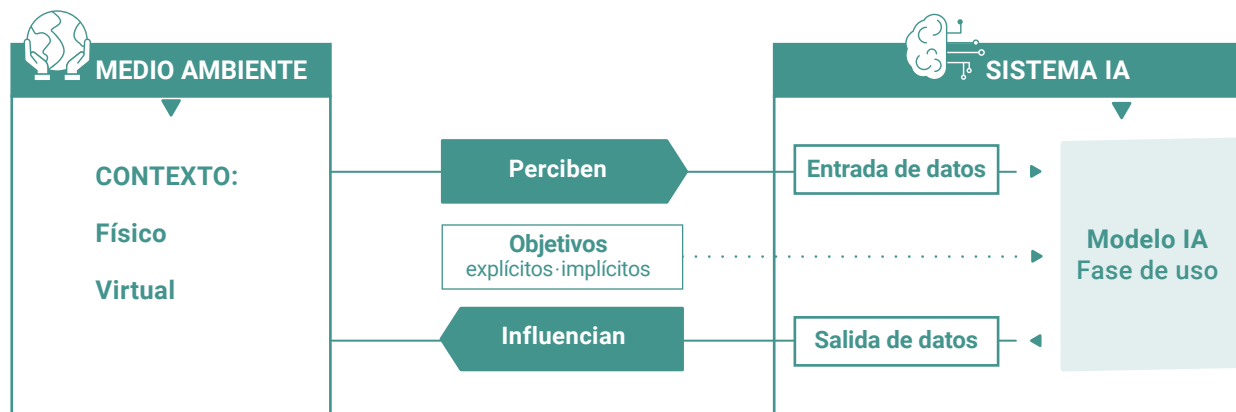 MEDIO AMBIENTE
CONTEXTO:
Físico
Virtual
Perciben
Objetivos
explícitos·implícitos
Influencian
SISTEMA IA
Entrada de datos
Salida de datos
Modelo IA
Fase de uso